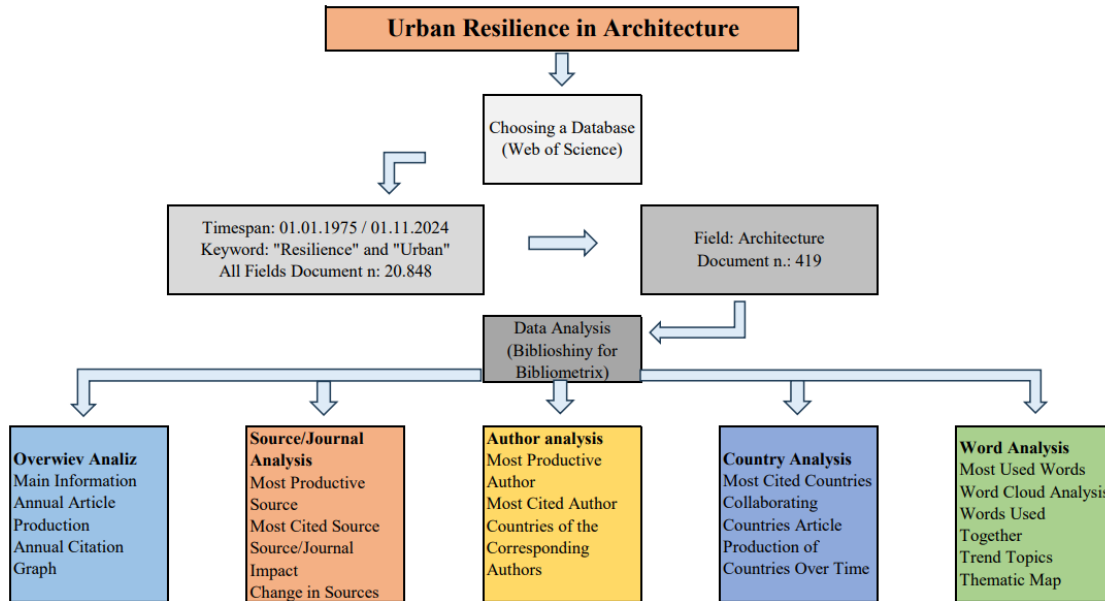 Urban Resilience in Architecture
Choosing a Database
(Web of Science)
Timespan: 01.01.1975 / 01.11.2024
Keyword: "Resilience" and "Urban"
All Fields Document n: 20.848
Field: Architecture
Document n.: 419
Data Analysis
(Biblioshiny for
Bibliometrix)
Overwiev Analiz
Main Information
Annual Article
Production
Annual Citation
Graph
Source/Journal
Analysis
Most Productive
Source
Most Cited Source
Source/Journal
Impact
Change in Sources
Author analysis
Most Productive
Author
Most Cited Author
Countries of the
Corresponding
Authors
Country Analysis
Most Cited Countries
Collaborating
Countries Article
Production of
Countries Over Time
Word Analysis
Most Used Words
Word Cloud Analysis
Words Used
Together
Trend Topics
Thematic Map